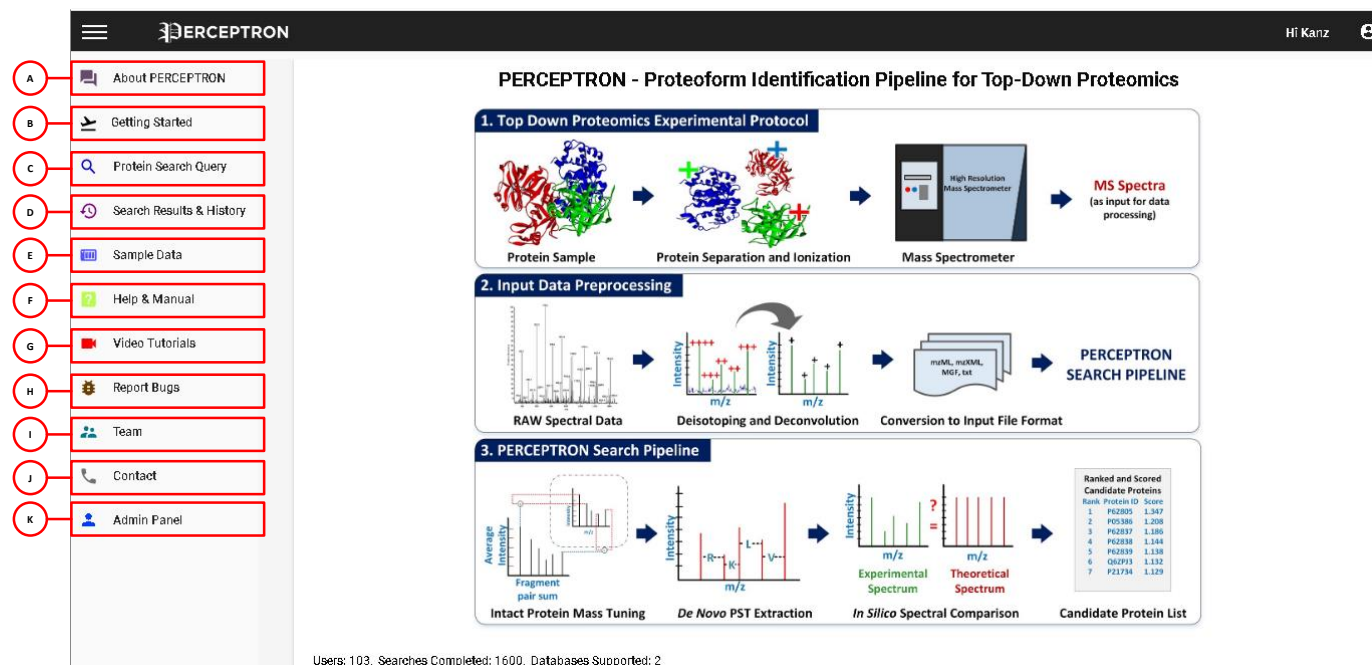 PERCEPTRON
Hi Kanz
A
About PERCEPTRON
B
Getting Started
C
Protein Search Query
D
Search Results & History
E
Sample Data
F
Help & Manual
G
Video Tutorials
H
Report Bugs
I
Team
J
Contact
K
Admin Panel
PERCEPTRON - Proteoform Identification Pipeline for Top-Down Proteomics
1. Top Down Proteomics Experimental Protocol
High Resolution
Mass Spectrometer
MS Spectra
(as input for data
processing)
Protein Sample
Protein Separation and Ionization
Mass Spectrometer
2. Input Data Preprocessing
Intensity
m/z
Intensity
m/z
mzML, mzXML,
MGF, txt
PERCEPTRON
SEARCH PIPELINE
RAW Spectral Data
Deisotoping and Deconvolution
Conversion to Input File Format
3. PERCEPTRON Search Pipeline
Average
Intensity
Intensity
m/z
Fragment
pair sum
Intensity
R
K
L
V
m/z
Intensity
m/z
?
=
m/z
Experimental
Spectrum
Theoretical
Spectrum
Ranked and Scored
Candidate Proteins
Rank Protein ID Score
1 P62805 1.347
2 P05386 1.208
3 P62837 1.186
4 P62838 1.144
5 P62839 1.138
6 Q6ZPJ3 1.132
7 P21734 1.129
Intact Protein Mass Tuning
De Novo PST Extraction
In Silico Spectral Comparison
Candidate Protein List
Users: 103, Searches Completed: 1600, Databases Supported: 2